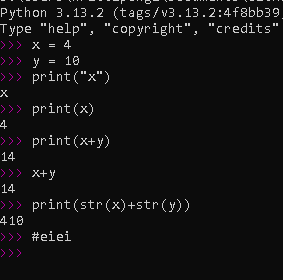 Python 3.13.2 (tags/v3.13.2:4f8bb39,
Type "help", "copyright", "credits"
>>> x = 4
>>> y = 10
>>> print("x")
x
>>> print(x)
4
>>> print(x+y)
14
>>> x+y
14
>>> print(str(x)+str(y))
410
>>> #eiei
>>>